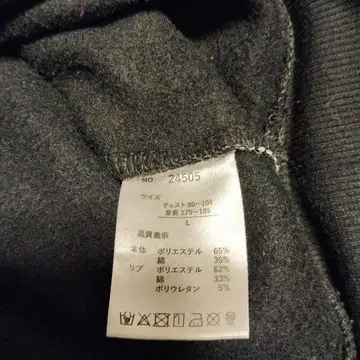 NO. 24505
サイズ
チェスト 96～104
身長 175～185
L
品質表示
本体 ポリエステル 65%
綿 35%
リブ ポリエステル 62%
綿 33%
ポリウレタン 5%